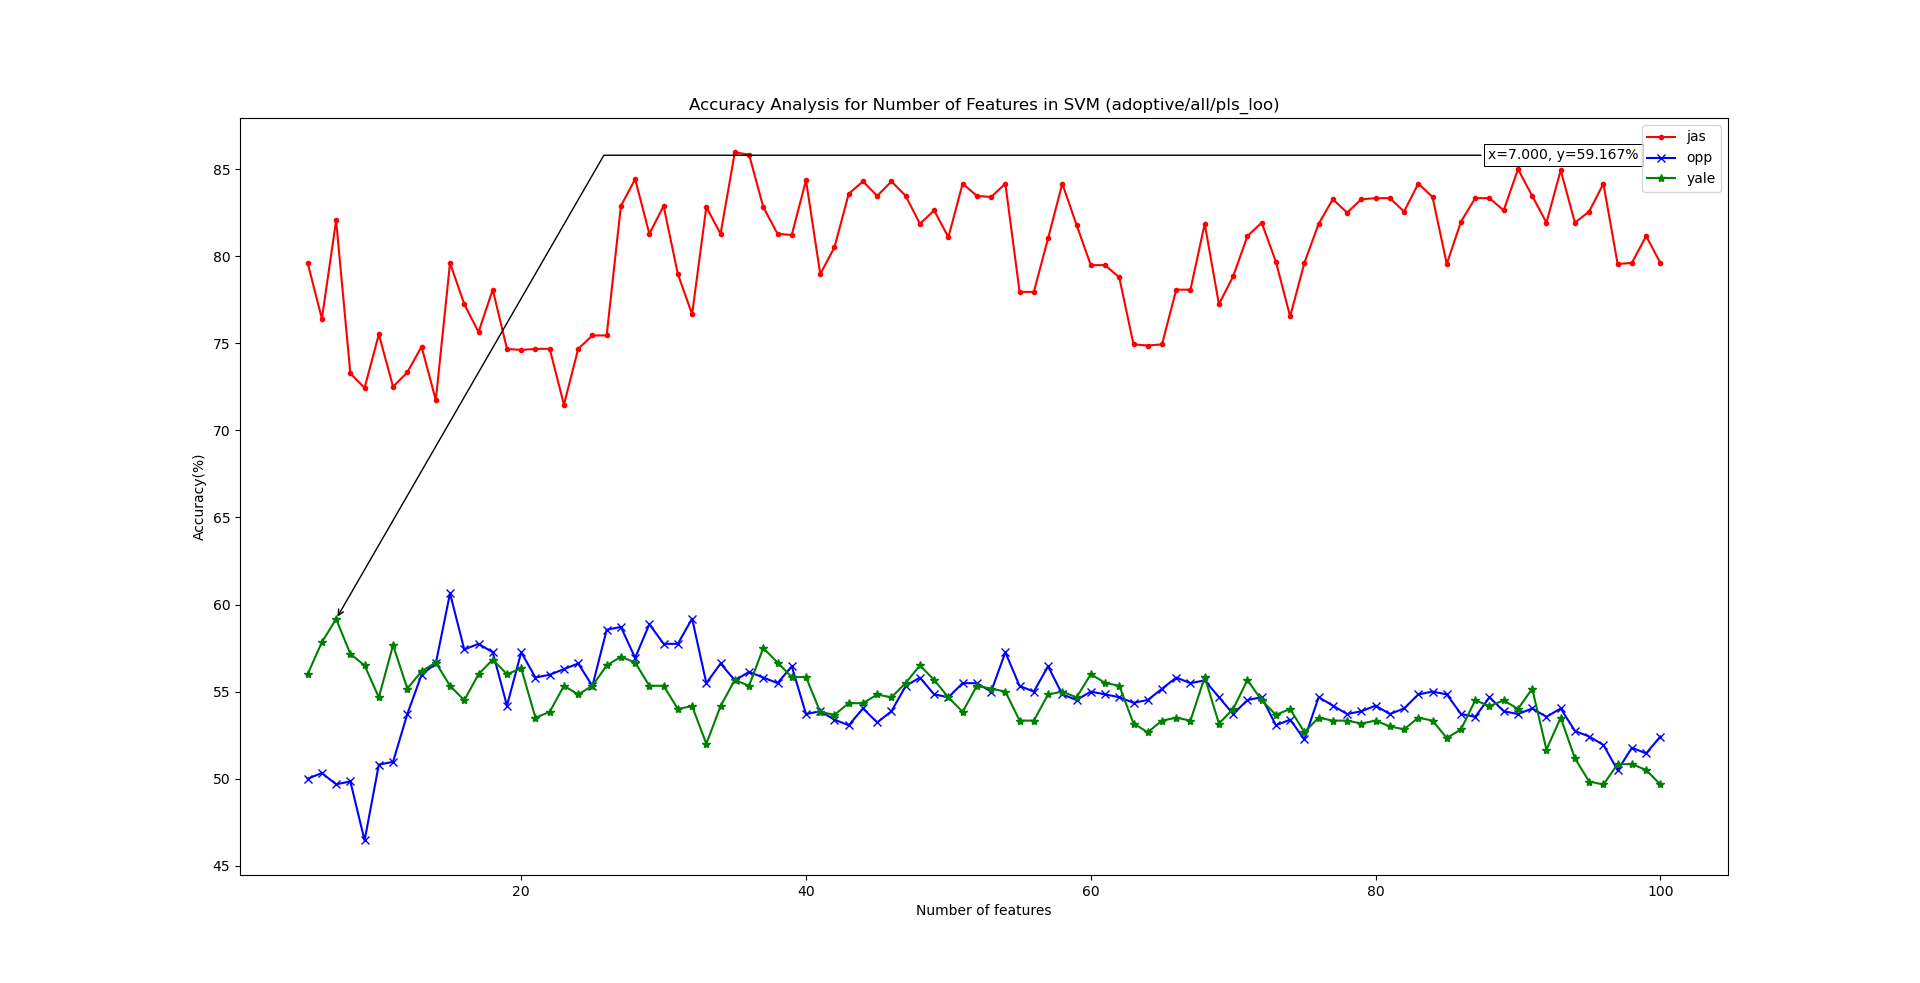 Accuracy Analysis for Number of Features in SVM (adoptive/all/pls_loo)
x=7.000, y=59.167%
jas
opp
yale
Accuracy(%)
85
80
75
70
65
60
55
50
45
20
40
60
80
100
Number of features